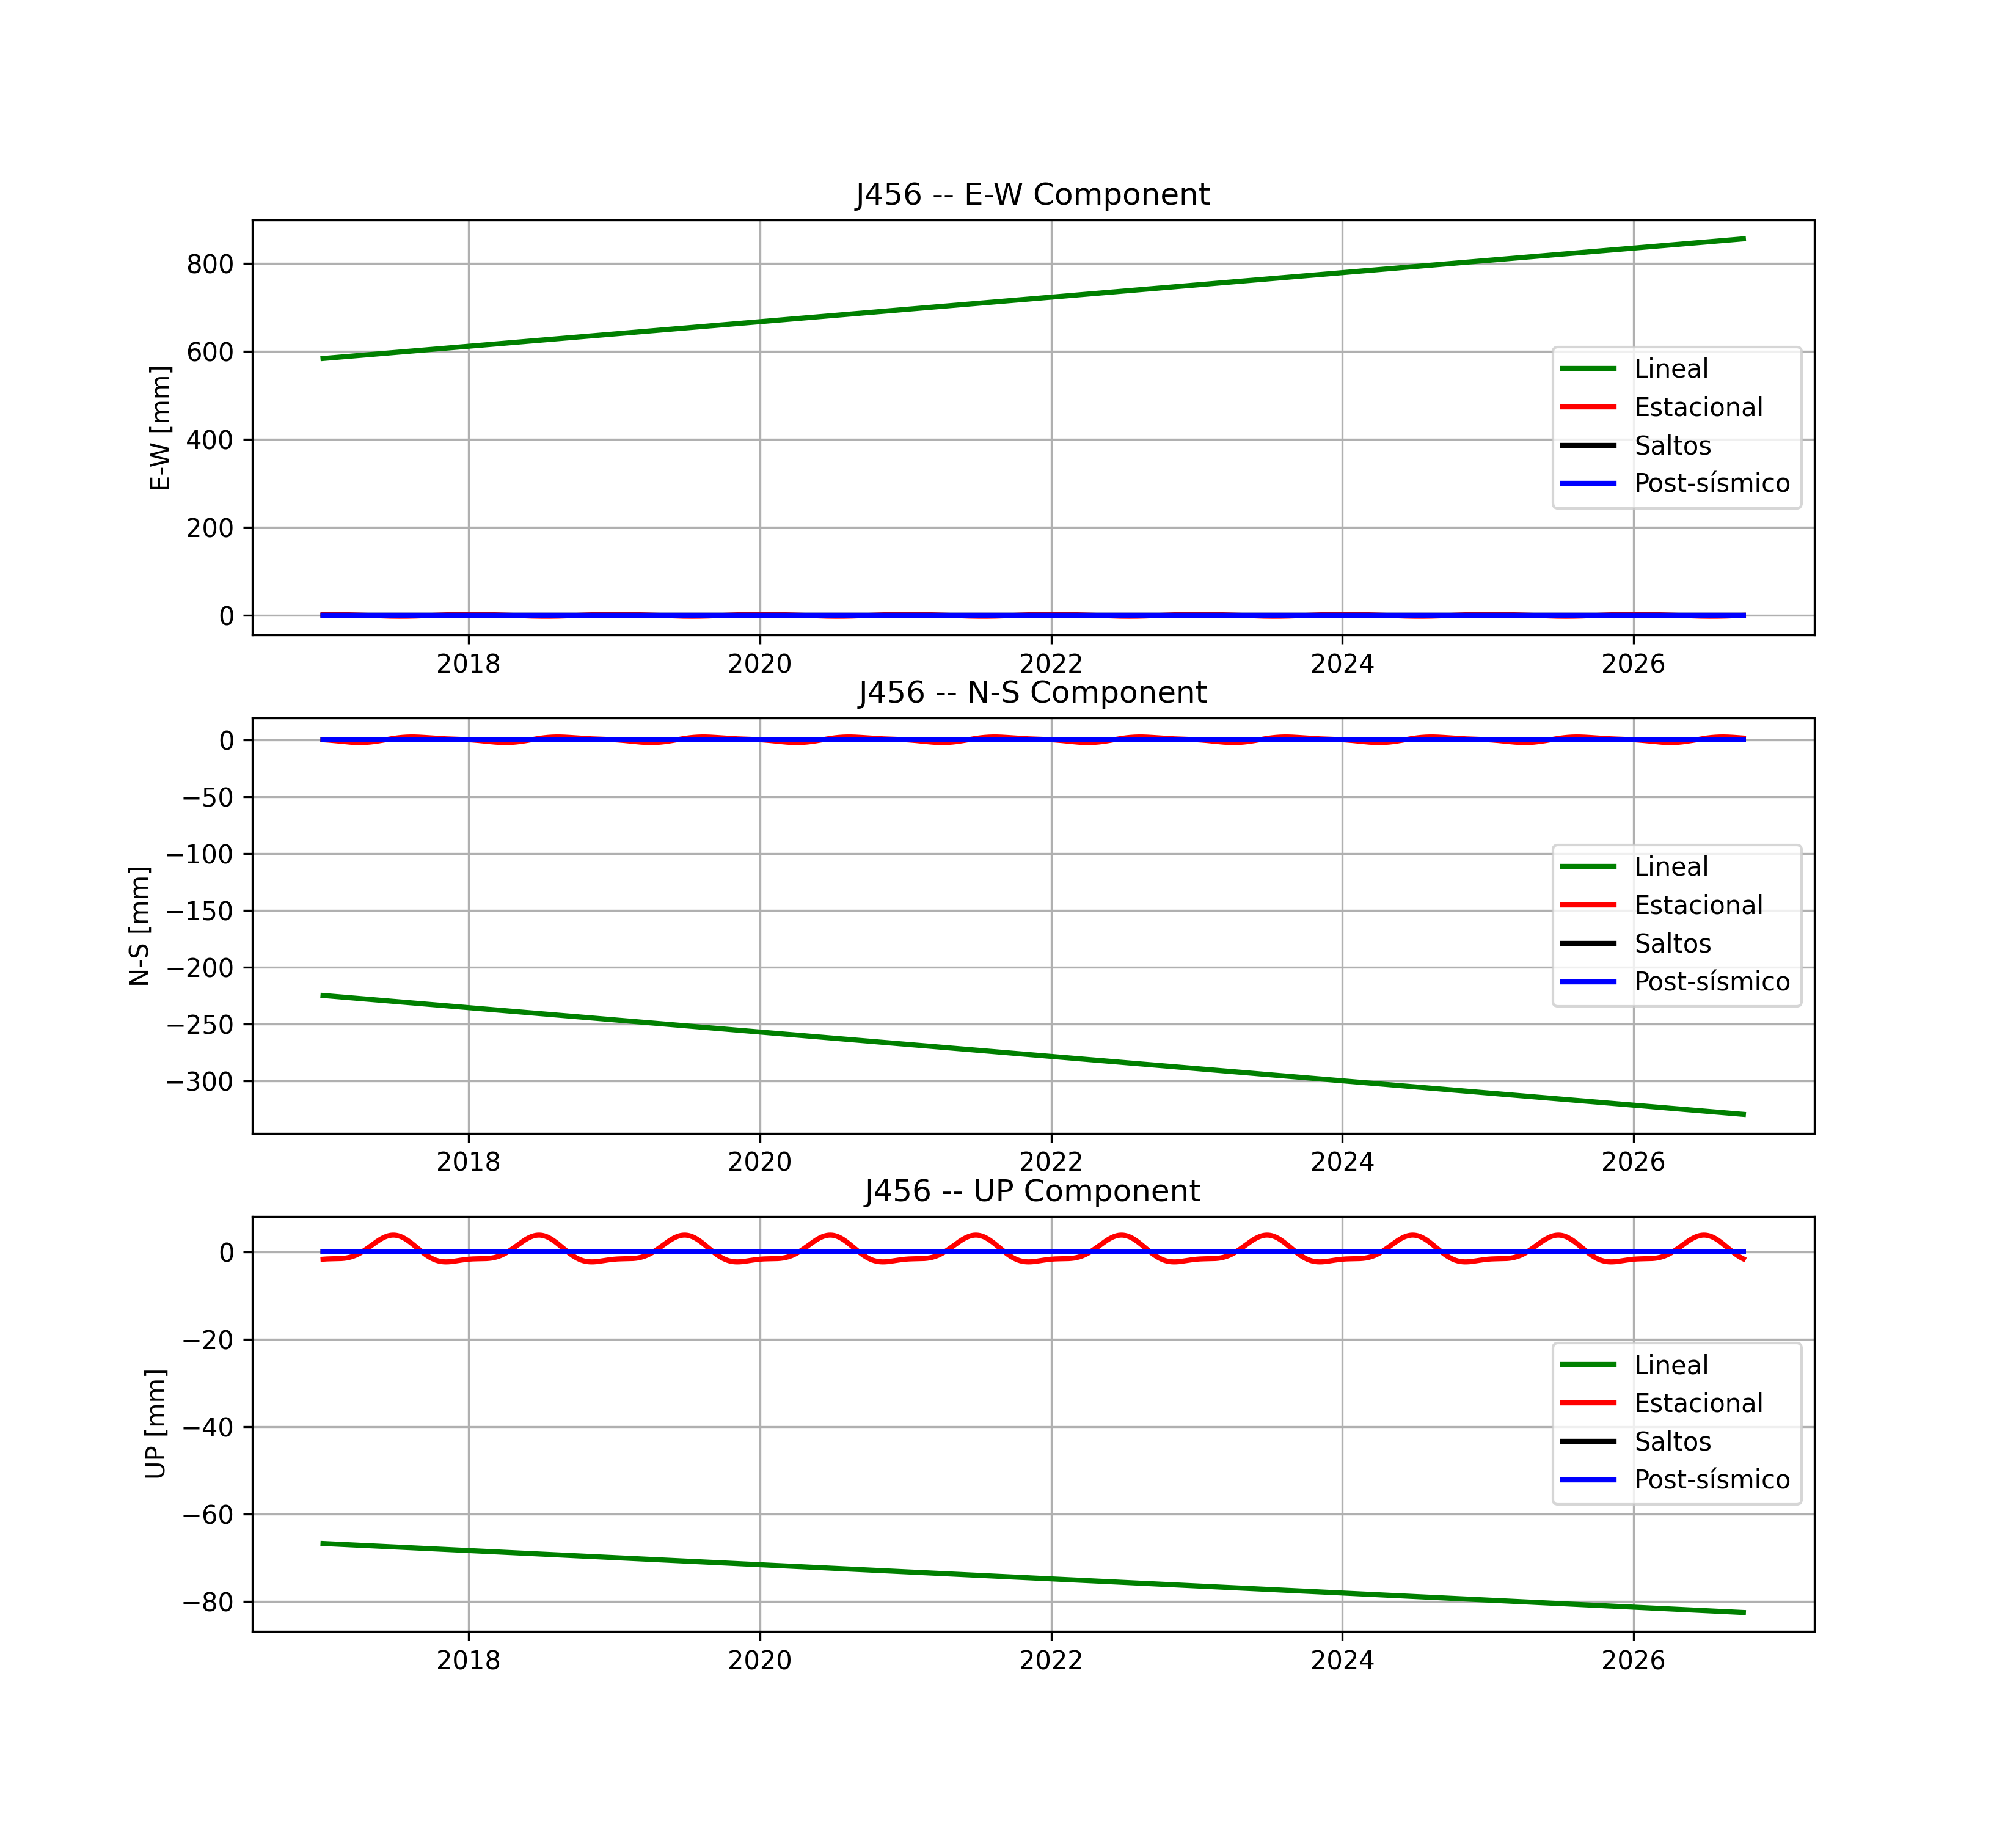 J456 -- E-W Component
800
600
400
200
0
E-W [mm]
Lineal
Estacional
Saltos
Post-sísmico
2018 2020 2022 2024 2026
J456 -- N-S Component
0
−50
−100
−150
−200
−250
−300
N-S [mm]
Lineal
Estacional
Saltos
Post-sísmico
2018 2020 2022 2024 2026
J456 -- UP Component
0
−20
−40
−60
−80
UP [mm]
Lineal
Estacional
Saltos
Post-sísmico
2018 2020 2022 2024 2026